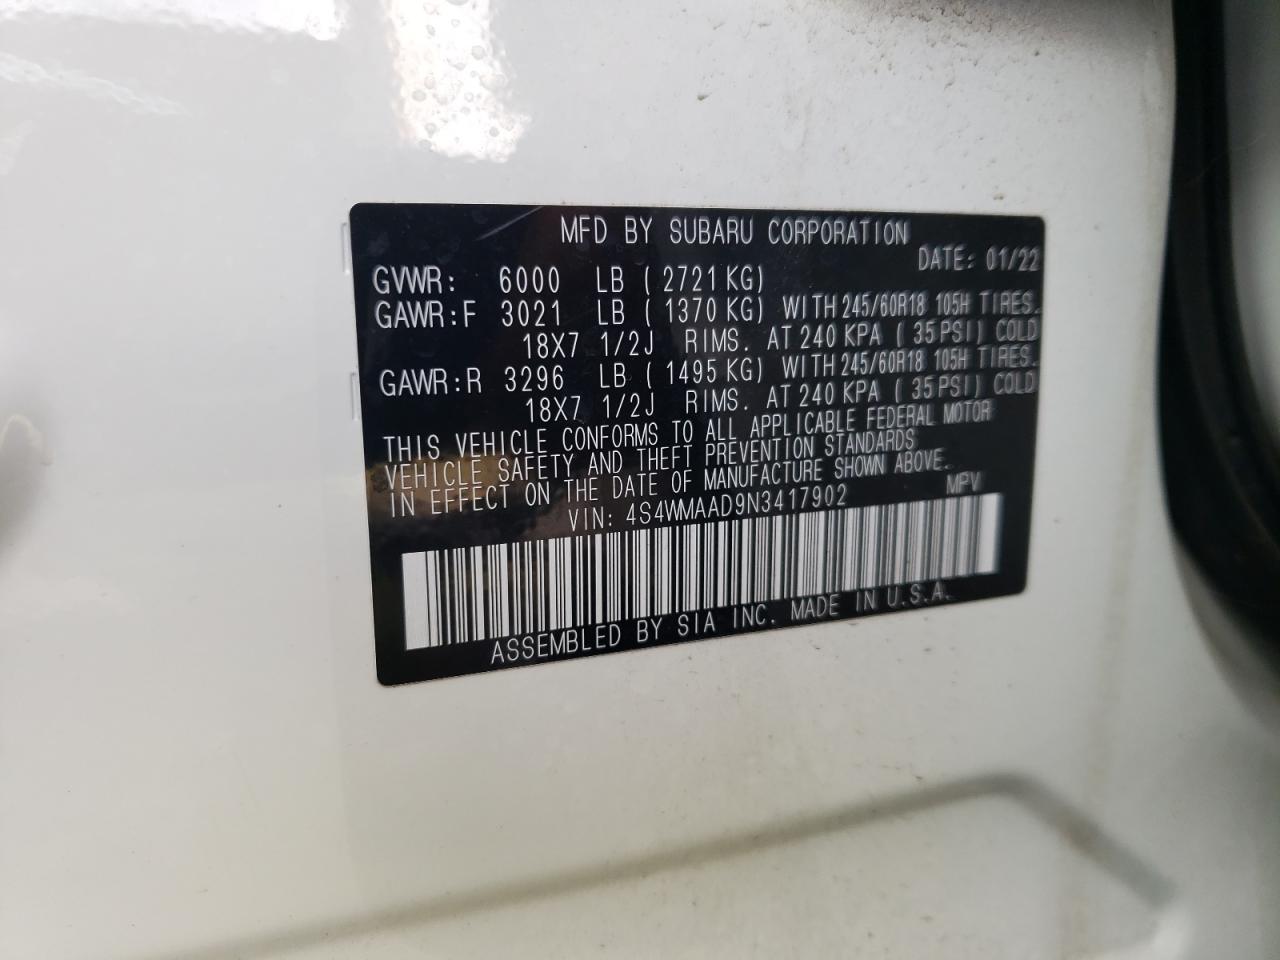 MFD BY SUBARU CORPORATION
DATE: 01/22
GVWR: 6000 LB ( 2721 KG)
GAWR:F 3021 LB ( 1370 KG) WITH 245/60R18 105H TIRES.
18X7 1/2J RIMS. AT 240 KPA ( 35 PSI) COLD
GAWR:R 3296 LB ( 1495 KG) WITH 245/60R18 105H TIRES.
18X7 1/2J RIMS. AT 240 KPA ( 35 PSI) COLD
THIS VEHICLE CONFORMS TO ALL APPLICABLE FEDERAL MOTOR
VEHICLE SAFETY AND THEFT PREVENTION STANDARDS
IN EFFECT ON THE DATE OF MANUFACTURE SHOWN ABOVE.
VIN: 4S4WMAAD9N3417902 MPV
ASSEMBLED BY SIA INC. MADE IN U.S.A.